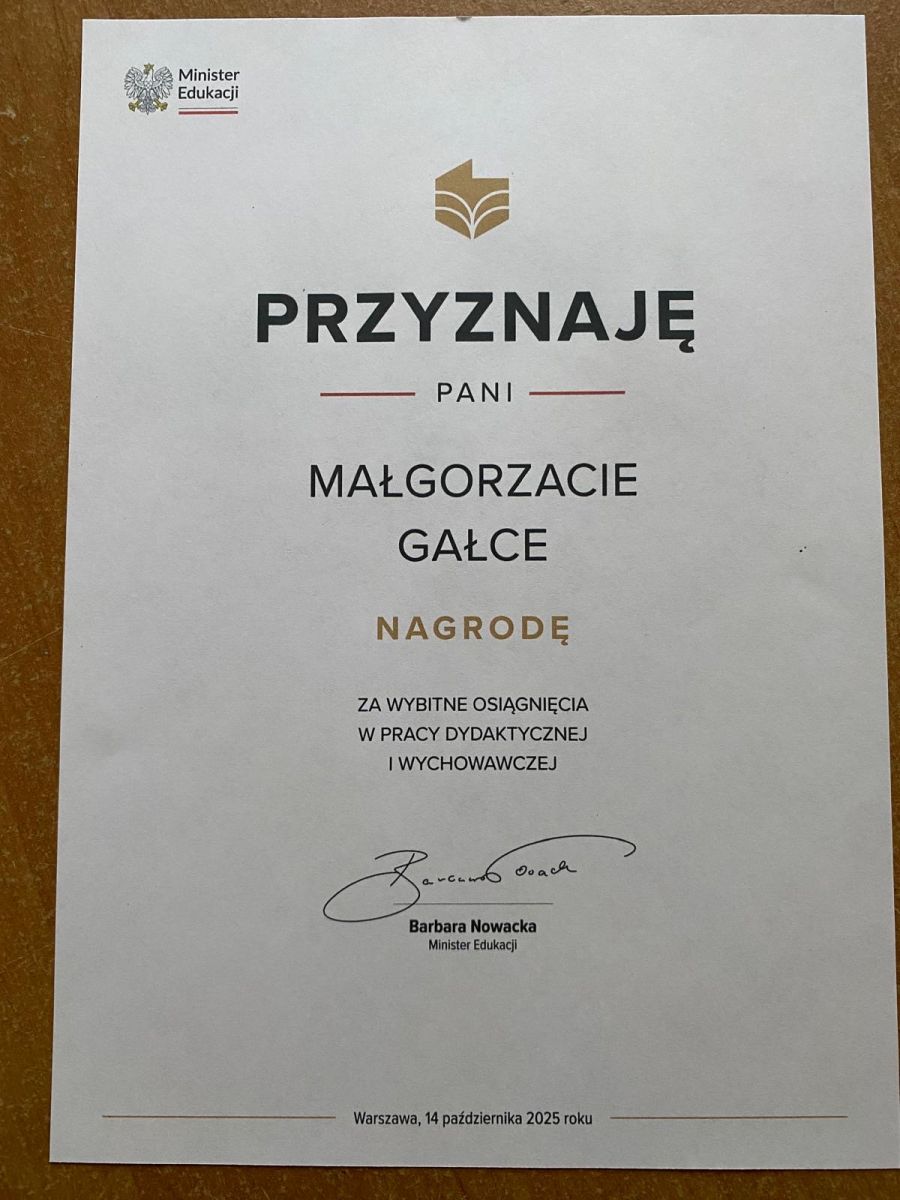 Minister
Edukacji
PRZYZNAJĘ
PANI
MAŁGORZACIE
GAŁCE
NAGRODĘ
ZA WYBITNE OSIĄGNIĘCIA
W PRACY DYDAKTYCZNEJ
I WYCHOWAWCZEJ
Barbara Nowacka
Minister Edukacji
Warszawa, 14 października 2025 roku